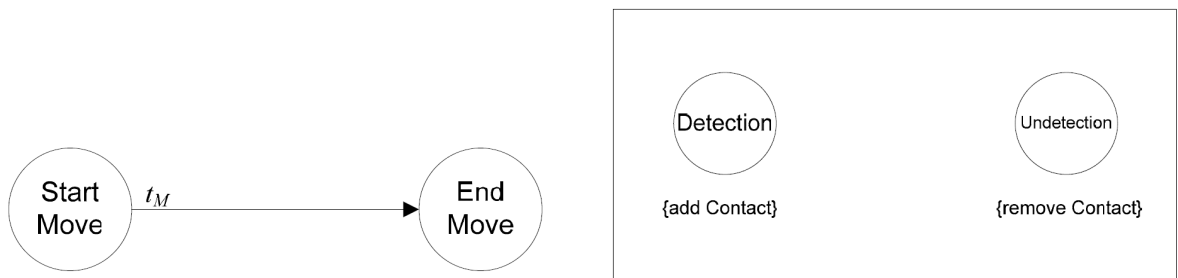 Start
Move
t_M
End
Move
Detection
{add Contact}
Undetection
{remove Contact}